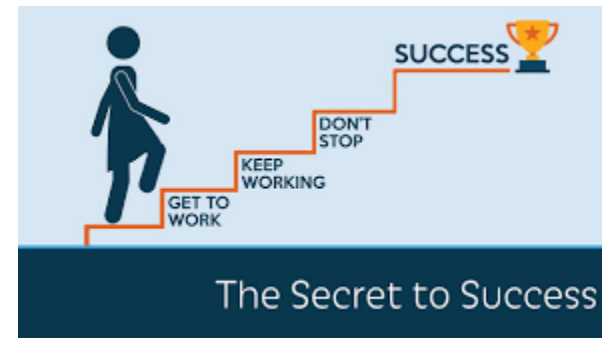 SUCCESS
DON'T
STOP
KEEP
WORKING
GET TO
WORK
The Secret to Success